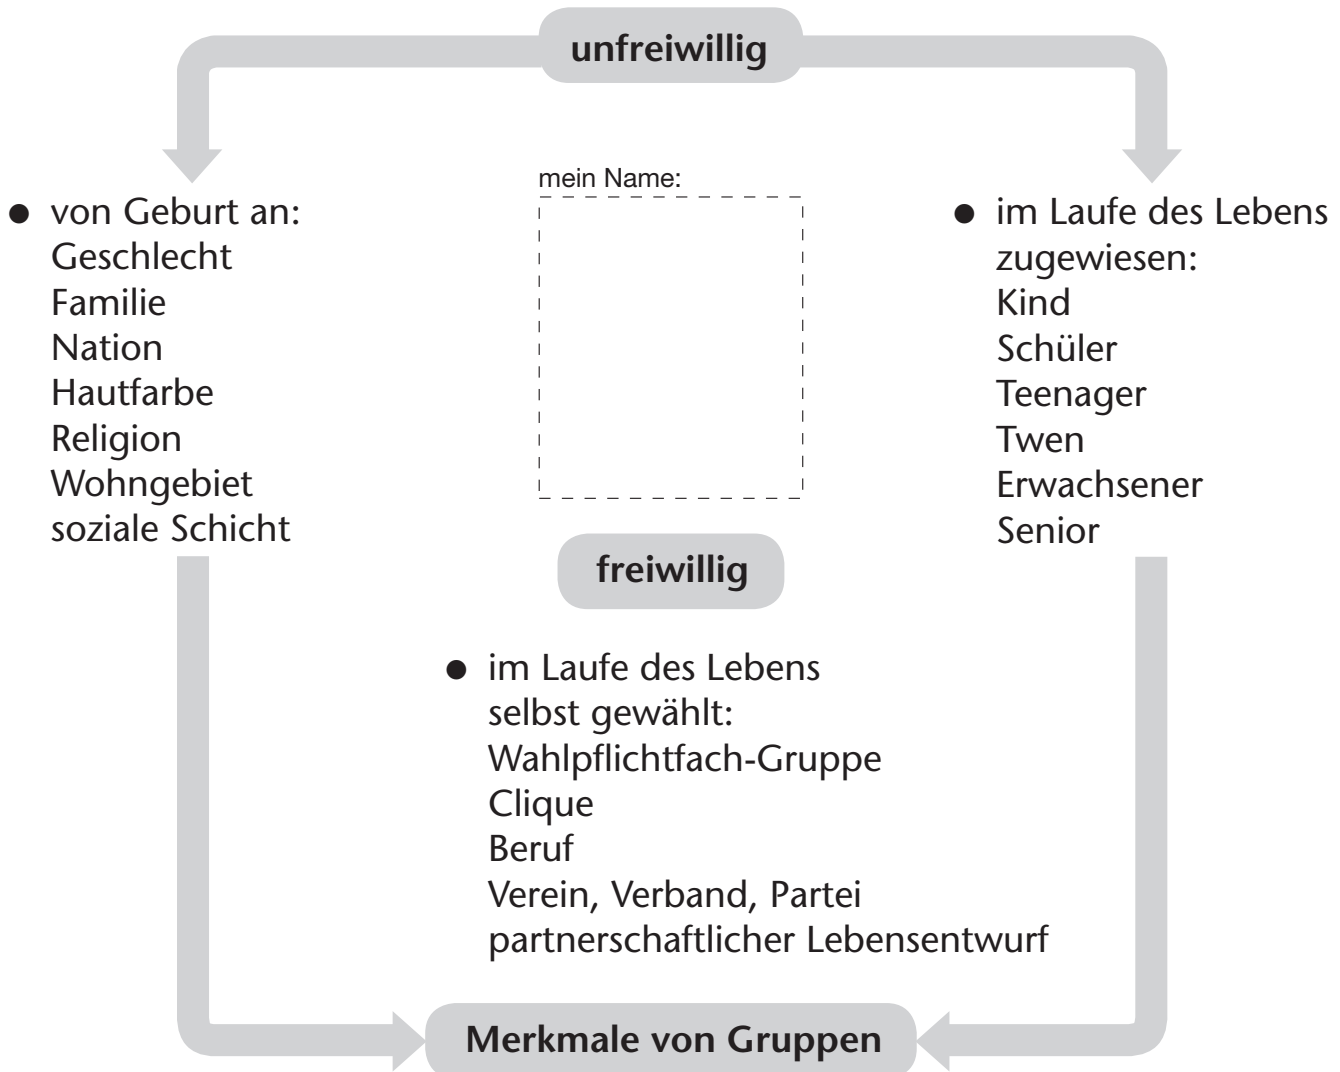 unfreiwillig
mein Name:
● von Geburt an:
Geschlecht
Familie
Nation
Hautfarbe
Religion
Wohngebiet
soziale Schicht
● im Laufe des Lebens
zugewiesen:
Kind
Schüler
Teenager
Twen
Erwachsener
Senior
freiwillig
● im Laufe des Lebens
selbst gewählt:
Wahlpflichtfach-Gruppe
Clique
Beruf
Verein, Verband, Partei
partnerschaftlicher Lebensentwurf
Merkmale von Gruppen